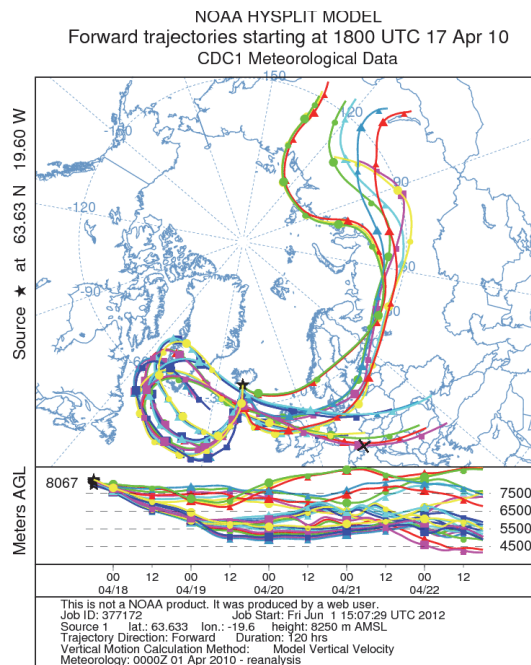 NOAA HYSPLIT MODEL
Forward trajectories starting at 1800 UTC 17 Apr 10
CDC1 Meteorological Data
Source ★ at 63.63 N 19.60 W
150
120
-120
90
-90
60
Meters AGL
8067
7500
6500
5500
4500
00 12 00 12 00 12 00 12 00 12
04/18 04/19 04/20 04/21 04/22
This is not a NOAA product. It was produced by a web user.
Job ID: 377172 Job Start: Fri Jun 1 15:07:29 UTC 2012
Source 1 lat.: 63.633 lon.: -19.6 height: 8250 m AMSL
Trajectory Direction: Forward Duration: 120 hrs
Vertical Motion Calculation Method: Model Vertical Velocity
Meteorology: 0000Z 01 Apr 2010 - reanalysis